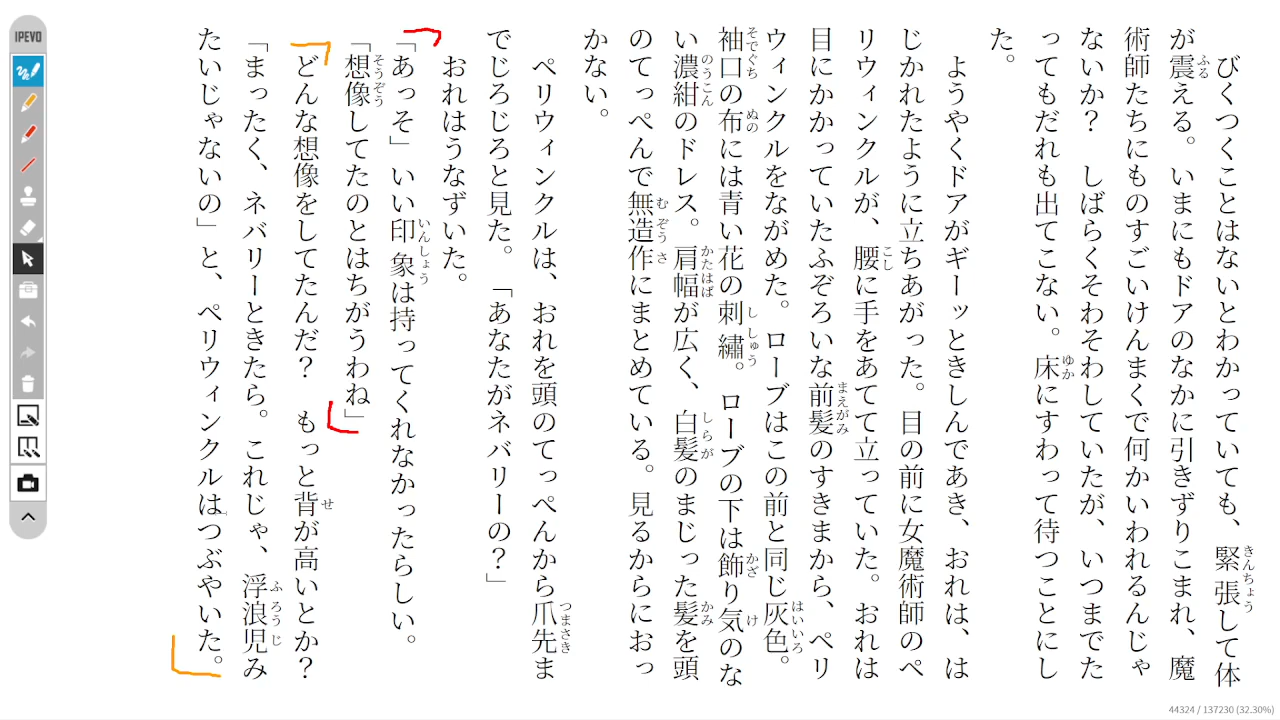 びくつくことはないとわかっていても、緊張して体
が震える。いまにもドアのなかに引きずりこまれ、魔
術師たちにものすごいけんまくで何かいわれるんじゃ
ないか？　しばらくそわそわしていたが、いつまでた
ってもだれも出てこない。床にすわって待つことにし
た。
　ようやくドアがギーッときしんであき、おれは、は
じかれたように立ちあがった。目の前に女魔術師のペ
リウィンクルが、腰に手をあてて立っていた。おれは
目にかかっていたふぞろいな前髪のすきまから、ペリ
ウィンクルをながめた。ローブはこの前と同じ灰色。
袖口の布には青い花の刺繍。ローブの下は飾り気のな
い濃紺のドレス。肩幅が広く、白髪のまじった髪を頭
のてっぺんで無造作にまとめている。見るからにおっ
かない。
　ペリウィンクルは、おれを頭のてっぺんから爪先ま
でじろじろと見た。「あなたがネバリーの？」
　おれはうなずいた。
「あっそ」いい印象は持ってくれなかったらしい。
「想像してたのとはちがうわね」
「どんな想像をしてたんだ？　もっと背が高いとか？
「まったく、ネバリーときたら。これじゃ、浮浪児み
たいじゃないの」と、ペリウィンクルはつぶやいた。
IPEVO
44324 / 137230 (32.30%)